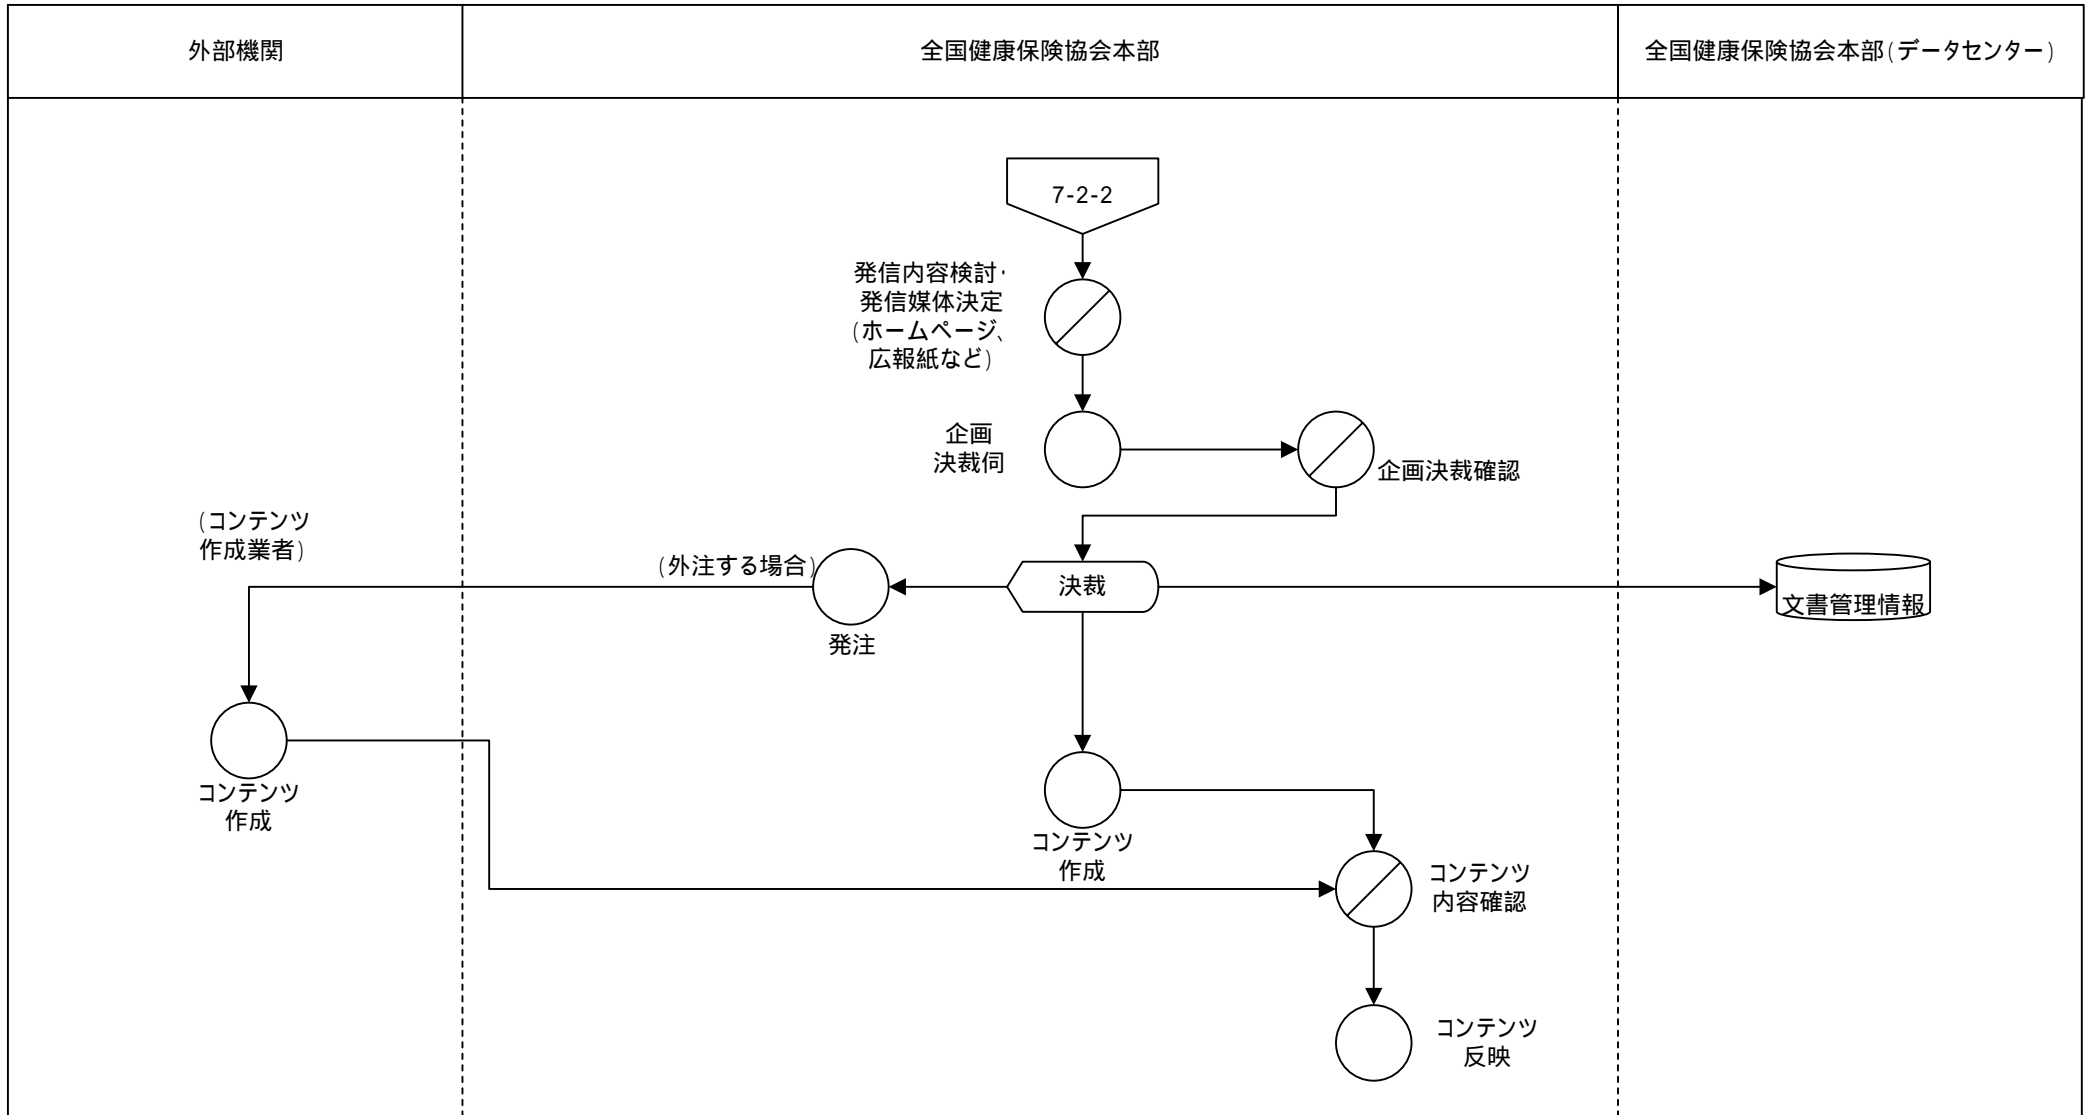 外部機関
全国健康保険協会本部
全国健康保険協会本部(データセンター)
7-2-2
発信内容検討・
発信媒体決定
(ホームページ、
広報紙など)
企画
決裁伺
企画決裁確認
(コンテンツ
作成業者)
(外注する場合)
決裁
文書管理情報
発注
コンテンツ
作成
コンテンツ
作成
コンテンツ
内容確認
コンテンツ
反映